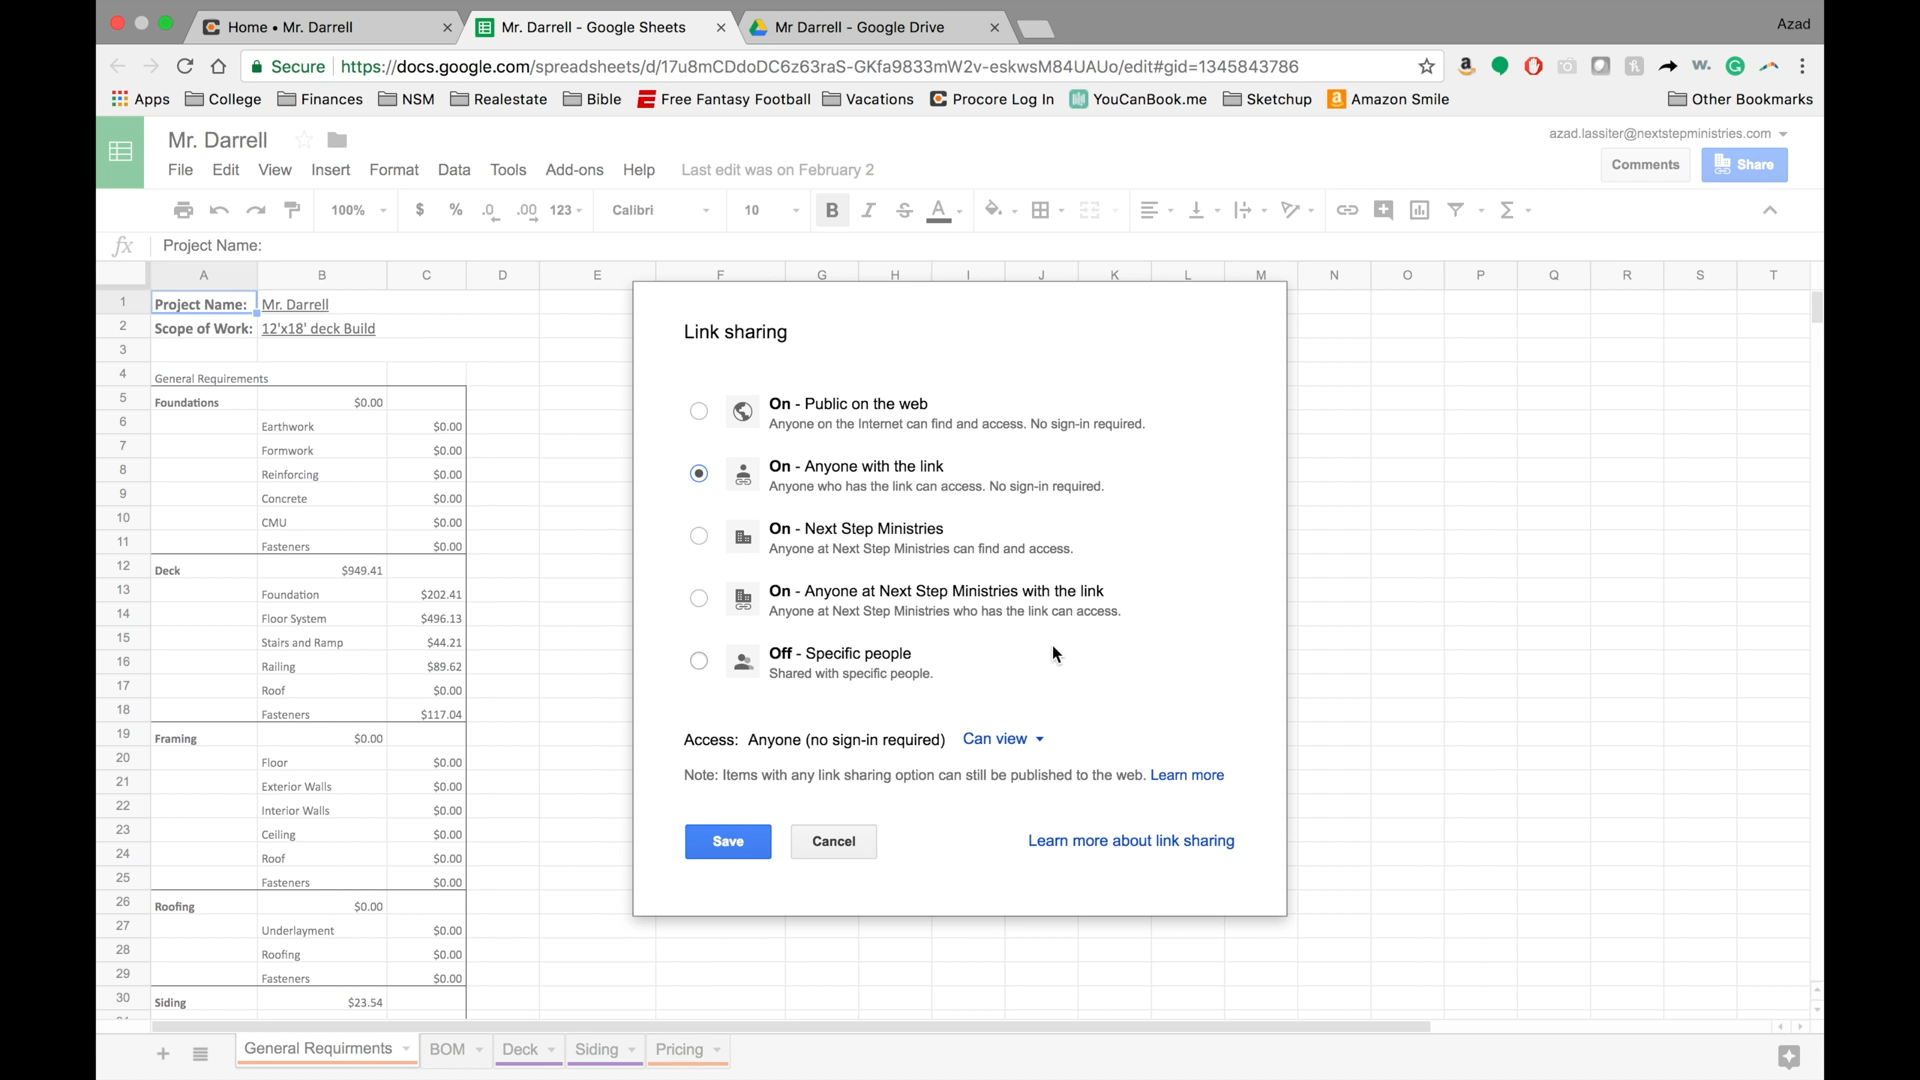 Home • Mr. Darrell
Mr. Darrell - Google Sheets
Mr Darrell - Google Drive
Azad
Secure
https://docs.google.com/spreadsheets/d/17u8mCDdoDC6z63raS-GKfa9833mW2v-eskwsM84UAUo/edit#gid=1345843786
Apps College Finances NSM Realestate Bible Free Fantasy Football Vacations Procore Log In YouCanBook.me Sketchup Amazon Smile Other Bookmarks
Mr. Darrell
azad.lassiter@nextstepministries.com
File Edit View Insert Format Data Tools Add-ons Help Last edit was on February 2
Comments
Share
100% $ % .0 .00 123 Calibri 10 B I S A
fx Project Name:
A B C D E F G H I J K L M N O P Q R S T
1 Project Name: Mr. Darrell
2 Scope of Work: 12'x18' deck Build
3
4 General Requirements
5 Foundations $0.00
6 Earthwork $0.00
7 Formwork $0.00
8 Reinforcing $0.00
9 Concrete $0.00
10 CMU $0.00
11 Fasteners $0.00
12 Deck $949.41
13 Foundation $202.41
14 Floor System $496.13
15 Stairs and Ramp $44.21
16 Railing $89.62
17 Roof $0.00
18 Fasteners $117.04
19 Framing $0.00
20 Floor $0.00
21 Exterior Walls $0.00
22 Interior Walls $0.00
23 Ceiling $0.00
24 Roof $0.00
25 Fasteners $0.00
26 Roofing $0.00
27 Underlayment $0.00
28 Roofing $0.00
29 Fasteners $0.00
30 Siding $23.54
Link sharing
On - Public on the web
Anyone on the Internet can find and access. No sign-in required.
On - Anyone with the link
Anyone who has the link can access. No sign-in required.
On - Next Step Ministries
Anyone at Next Step Ministries can find and access.
On - Anyone at Next Step Ministries with the link
Anyone at Next Step Ministries who has the link can access.
Off - Specific people
Shared with specific people.
Access: Anyone (no sign-in required) Can view
Note: Items with any link sharing option can still be published to the web. Learn more
Save
Cancel
Learn more about link sharing
General Requirments BOM Deck Siding Pricing